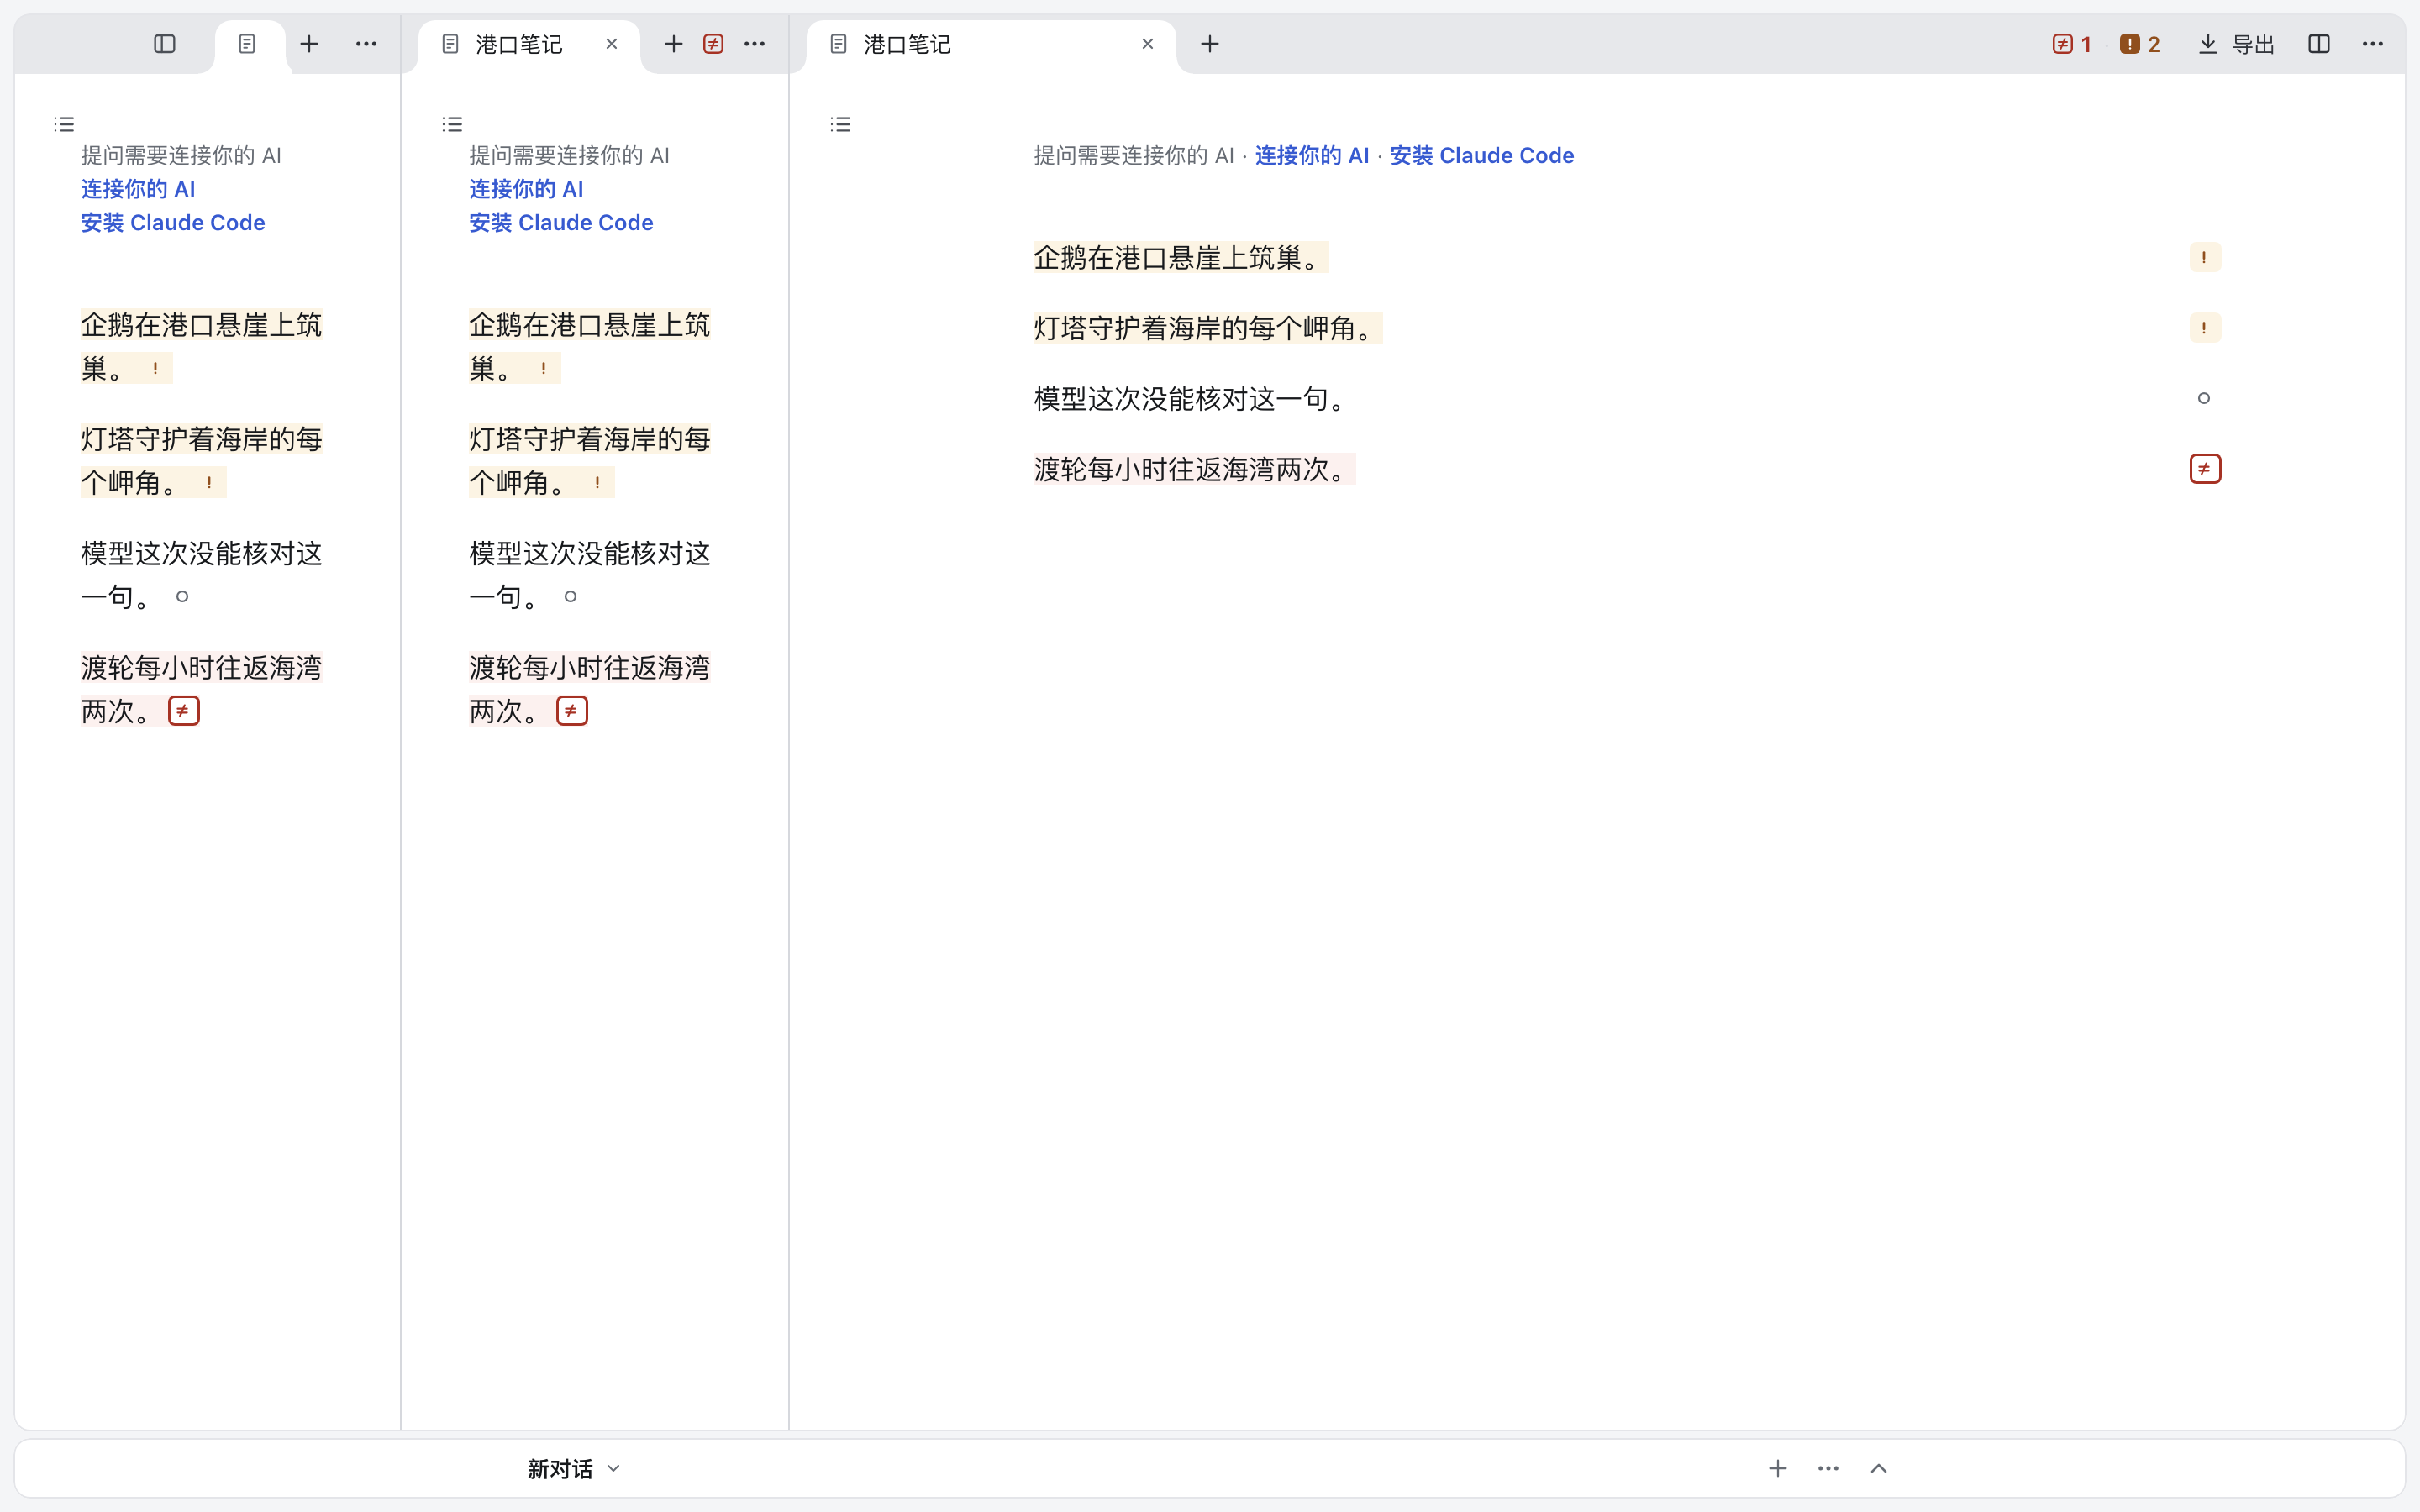 港口笔记
港口笔记
1 · ! 2 导出
提问需要连接你的 AI
连接你的 AI
安装 Claude Code
企鹅在港口悬崖上筑
巢。 !
灯塔守护着海岸的每
个岬角。 !
模型这次没能核对这
一句。
渡轮每小时往返海湾
两次。 ≠
提问需要连接你的 AI
连接你的 AI
安装 Claude Code
企鹅在港口悬崖上筑
巢。 !
灯塔守护着海岸的每
个岬角。 !
模型这次没能核对这
一句。
渡轮每小时往返海湾
两次。 ≠
提问需要连接你的 AI · 连接你的 AI · 安装 Claude Code
企鹅在港口悬崖上筑巢。 !
灯塔守护着海岸的每个岬角。 !
模型这次没能核对这一句。
渡轮每小时往返海湾两次。 ≠
新对话